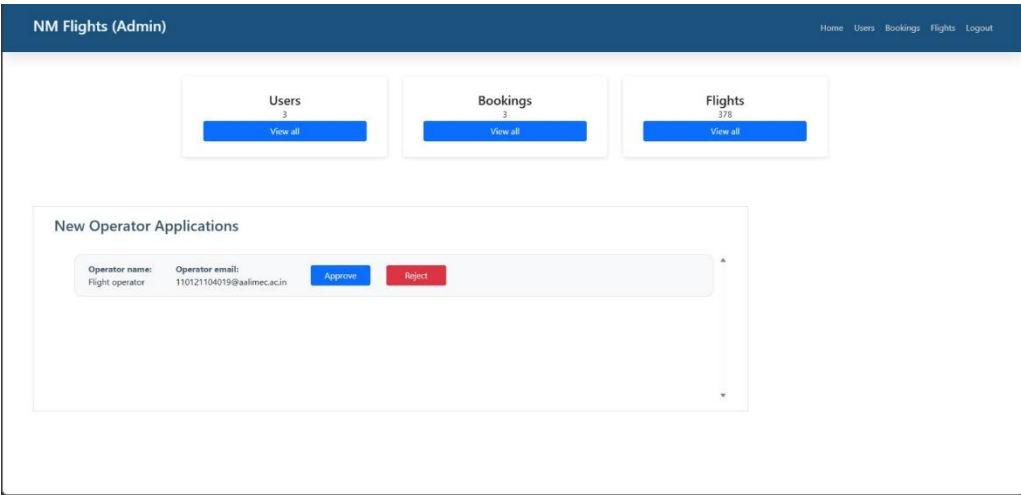 NM Flights (Admin)
Home Users Bookings Flights Logout
Users
3
View all
Bookings
3
View all
Flights
378
View all
New Operator Applications
Operator name:
Flight operator
Operator email:
110121104019@aalimec.ac.in
Approve
Reject